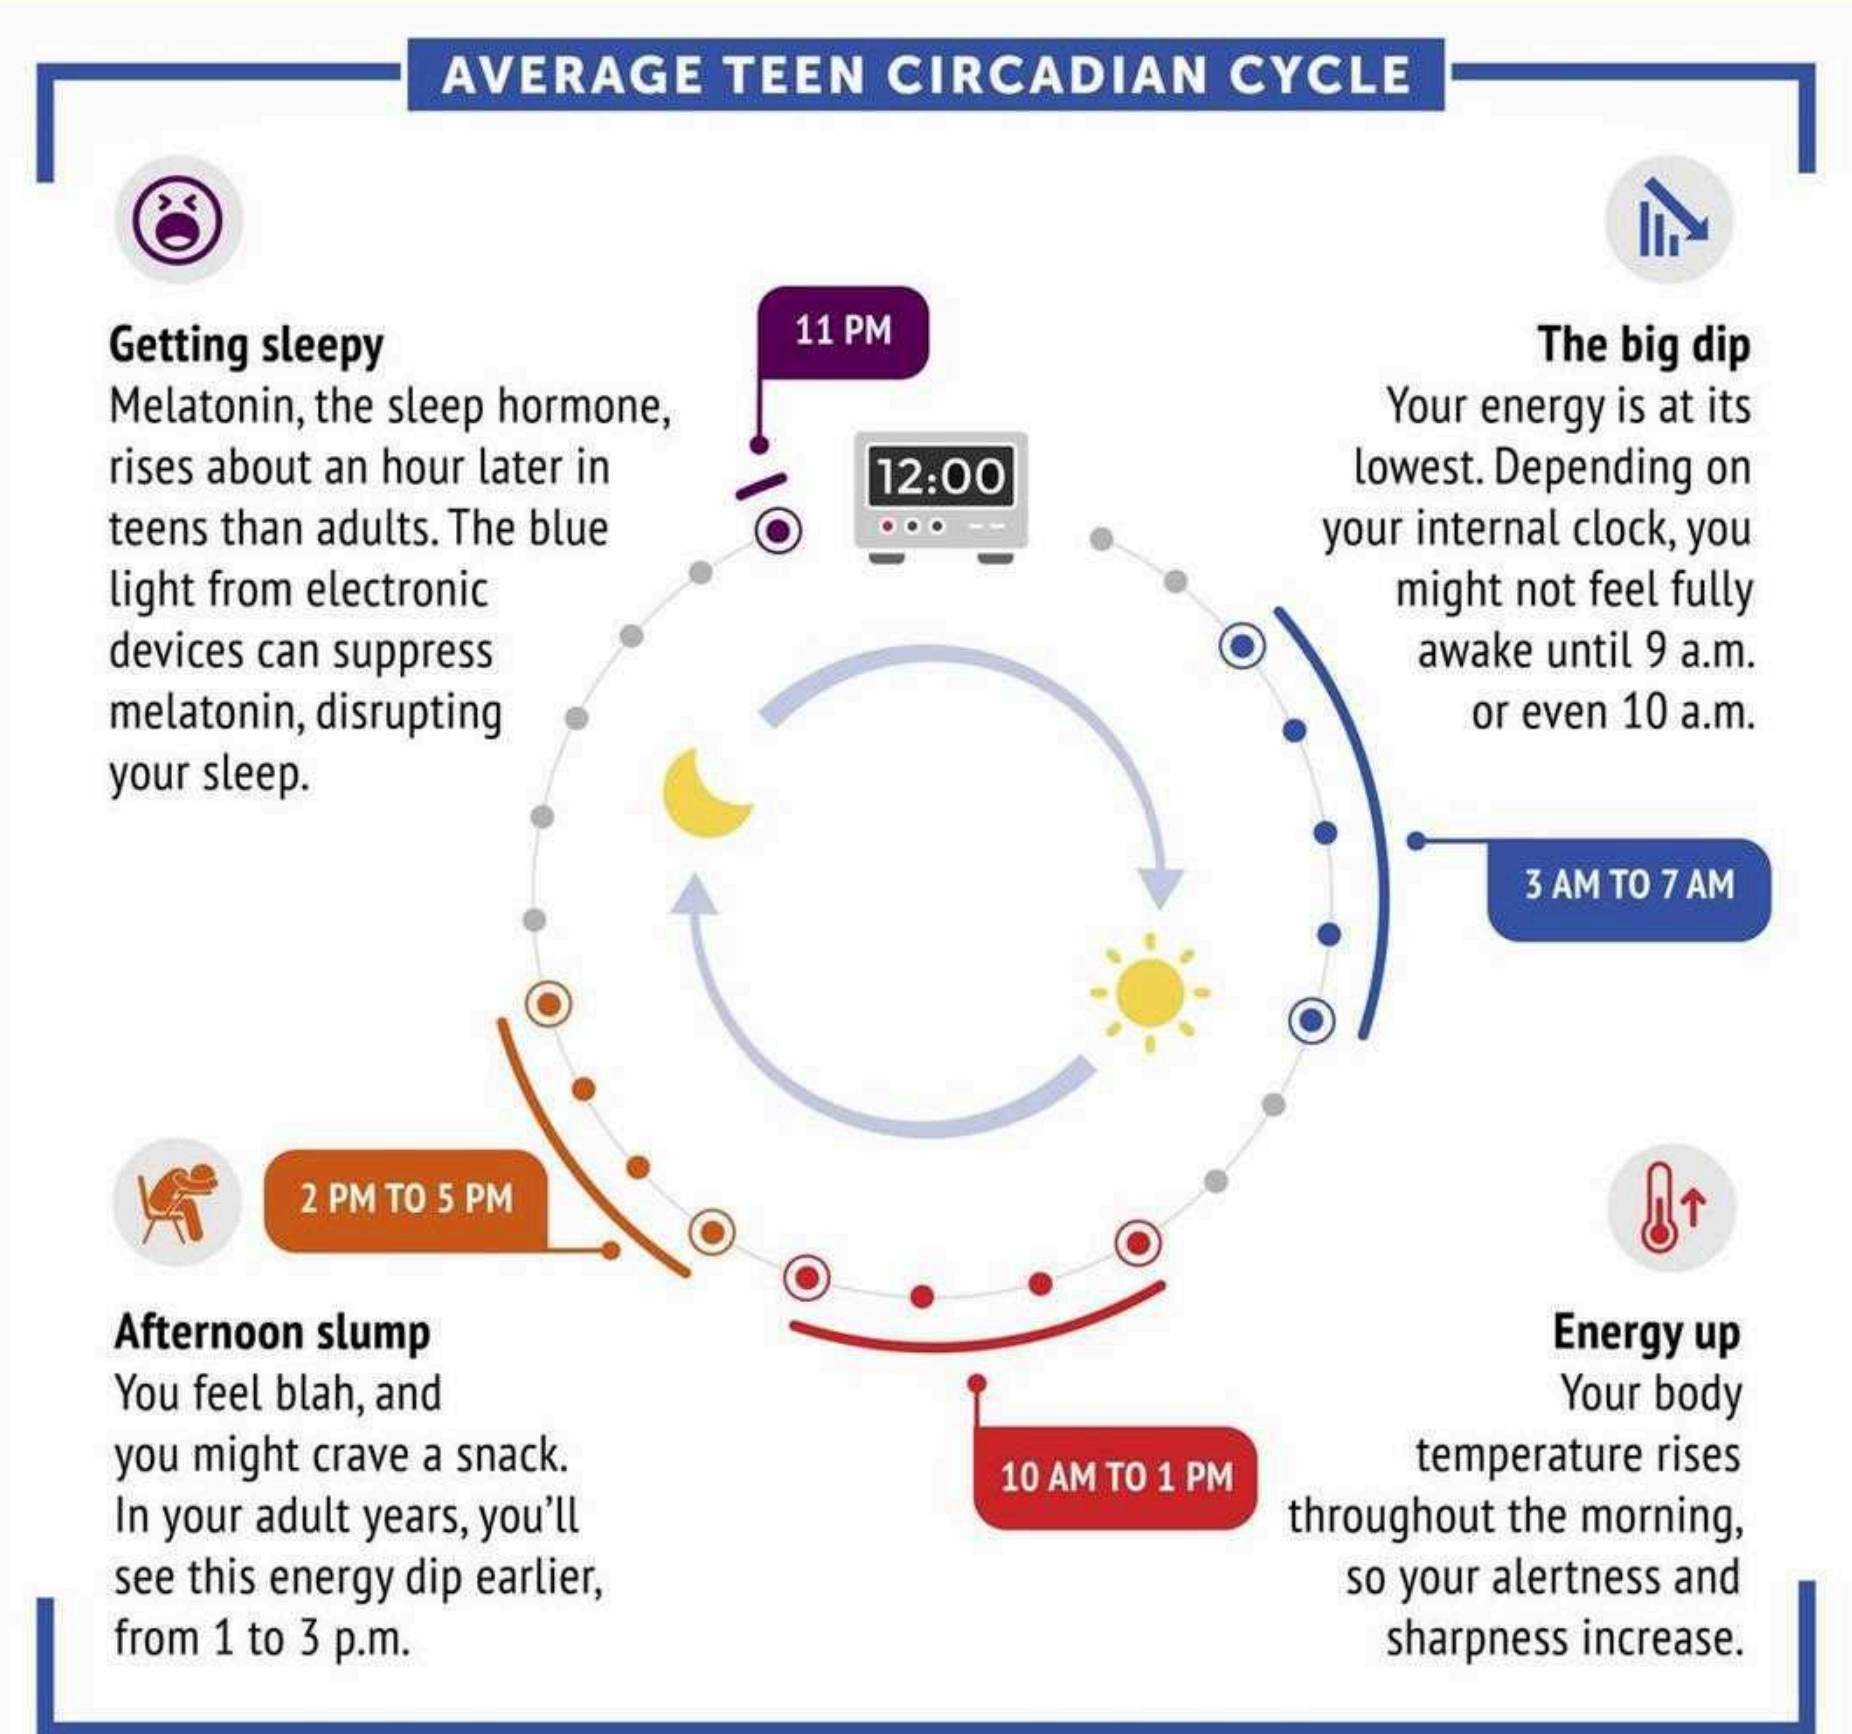 AVERAGE TEEN CIRCADIAN CYCLE
Getting sleepy
Melatonin, the sleep hormone,
rises about an hour later in
teens than adults. The blue
light from electronic
devices can suppress
melatonin, disrupting
your sleep.
11 PM
12:00
The big dip
Your energy is at its
lowest. Depending on
your internal clock, you
might not feel fully
awake until 9 a.m.
or even 10 a.m.
3 AM TO 7 AM
2 PM TO 5 PM
Afternoon slump
You feel blah, and
you might crave a snack.
In your adult years, you'll
see this energy dip earlier,
from 1 to 3 p.m.
10 AM TO 1 PM
Energy up
Your body
temperature rises
throughout the morning,
so your alertness and
sharpness increase.